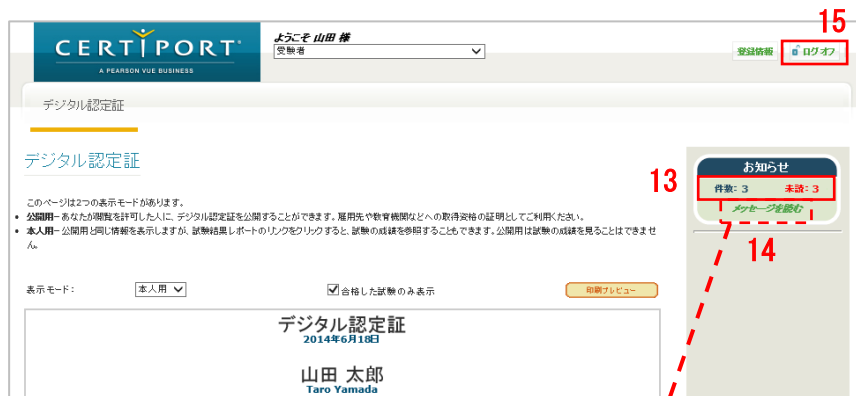 15
CERTIPORT
A PEARSON VUE BUSINESS
ようこそ 山田 様
受験者
登録情報
ログオフ
デジタル認定証
デジタル認定証
お知らせ
13
件数: 3 未読: 3
メッセージを読む
14
このページは2つの表示モードがあります。
• 公開用 - あなたが閲覧を許可した人に、デジタル認定証を公開することができます。雇用先や教育機関などへの取得資格の証明としてご利用ください。
• 本人用 - 公開用と同じ情報を表示しますが、試験結果レポートのリンクをクリックすると、試験の成績を参照することもできます。公開用は試験の成績を見ることはできませ
ん。
表示モード: 本人用 合格した試験のみ表示 印刷プレビュー
デジタル認定証
2014年6月18日
山田 太郎
Taro Yamada